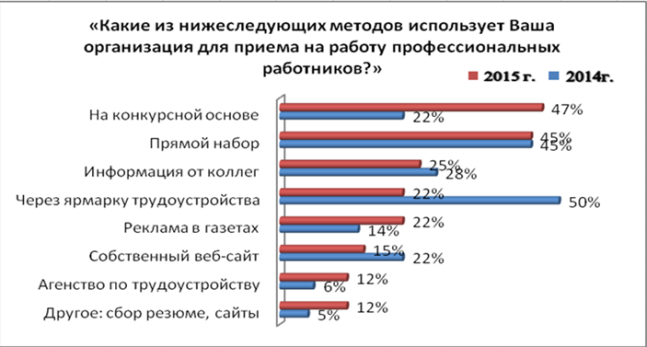 «Какие из нижеследующих методов использует Ваша
организация для приема на работу профессиональных
работников?»
2015 г. 2014г.
На конкурсной основе 47%
22%
Прямой набор 45%
45%
Информация от коллег 25%
28%
Через ярмарку трудоустройства 22%
50%
Реклама в газетах 22%
14%
Собственный веб-сайт 15%
22%
Агенство по трудоустройству 12%
6%
Другое: сбор резюме, сайты 12%
5%